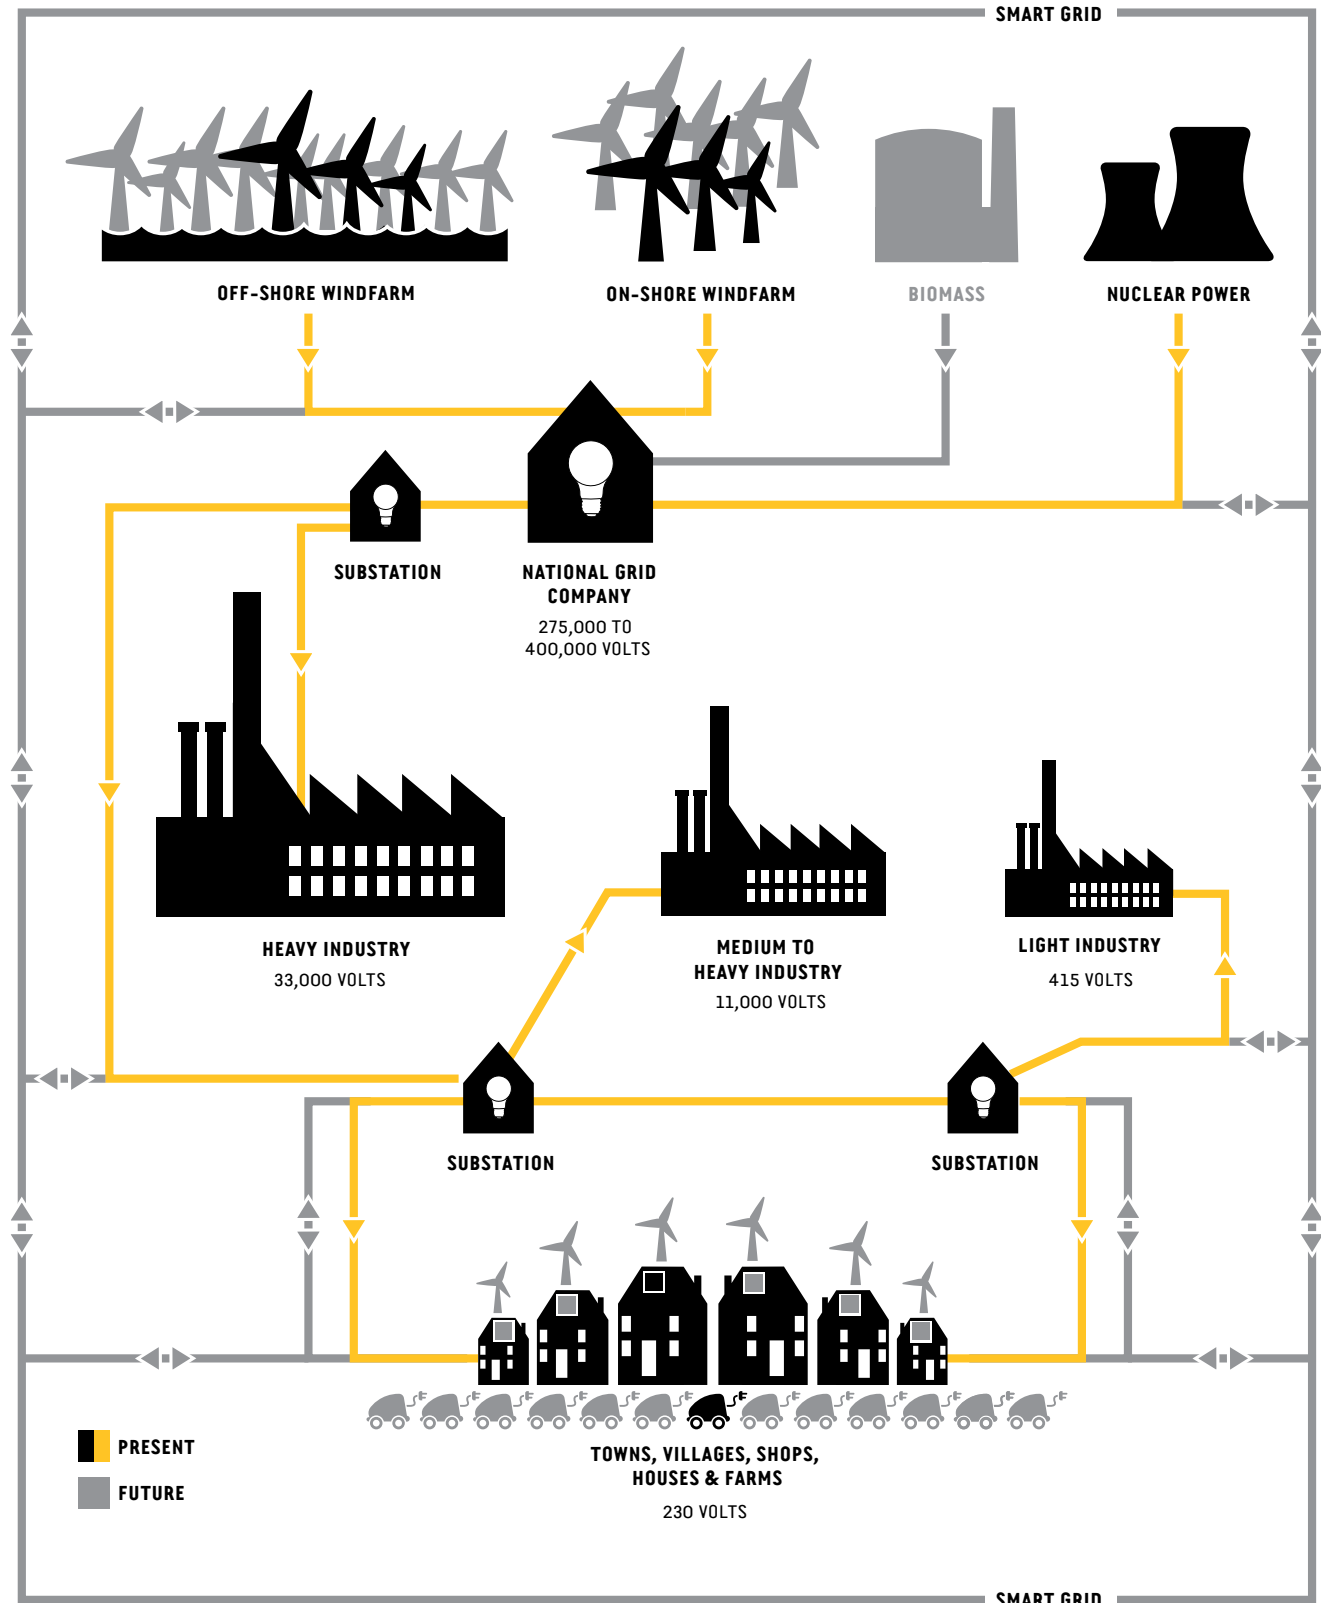 SMART GRID
OFF-SHORE WINDFARM
ON-SHORE WINDFARM
BIOMASS
NUCLEAR POWER
SUBSTATION
NATIONAL GRID
COMPANY
275,000 TO
400,000 VOLTS
HEAVY INDUSTRY
33,000 VOLTS
MEDIUM TO
HEAVY INDUSTRY
11,000 VOLTS
LIGHT INDUSTRY
415 VOLTS
SUBSTATION
SUBSTATION
PRESENT
FUTURE
TOWNS, VILLAGES, SHOPS,
HOUSES & FARMS
230 VOLTS
SMART GRID